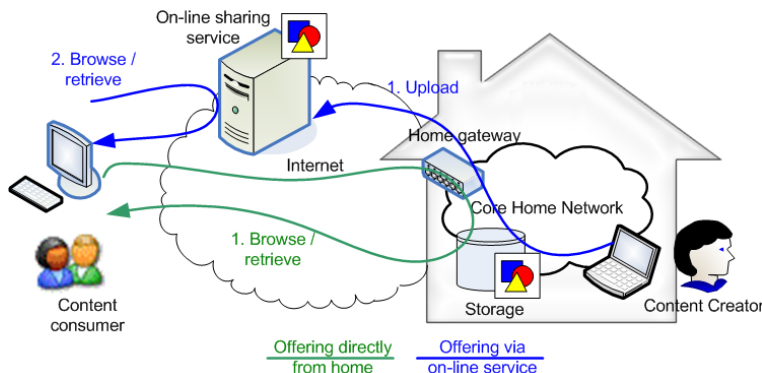 On-line sharing
service
2. Browse /
retrieve
1. Upload
Home gateway
Internet
Core Home Network
1. Browse /
retrieve
Storage
Content Creator
Content
consumer
Offering directly
from home
Offering via
on-line service